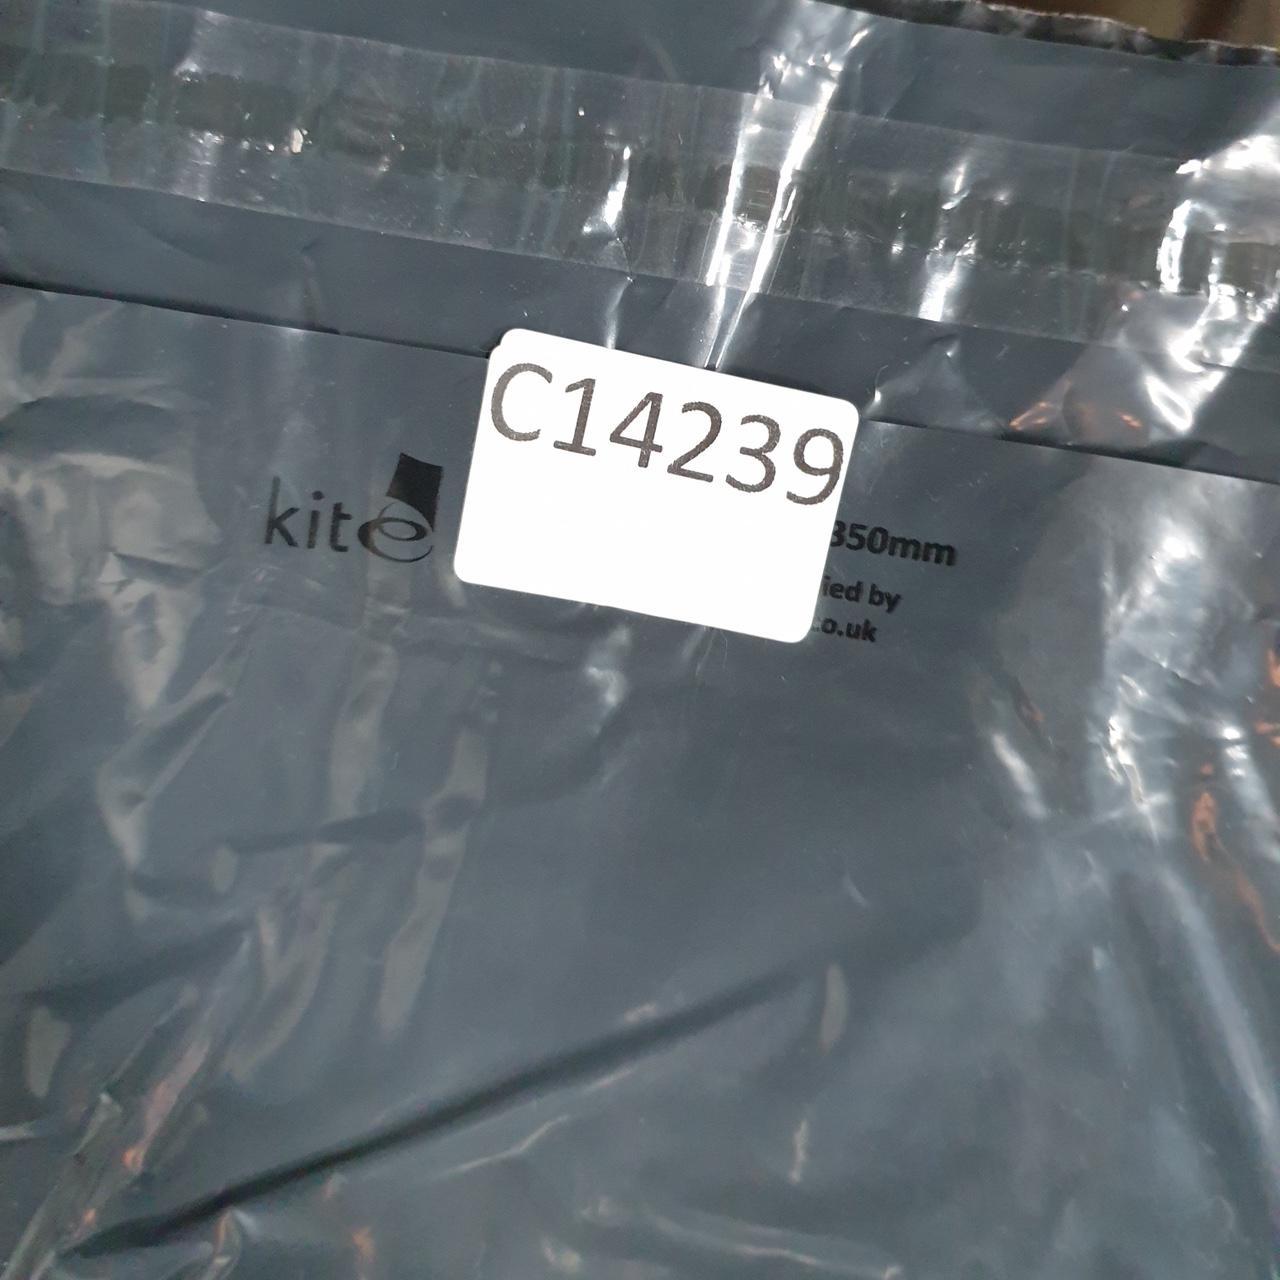 C14239
kite
350mm
ied by
.co.uk